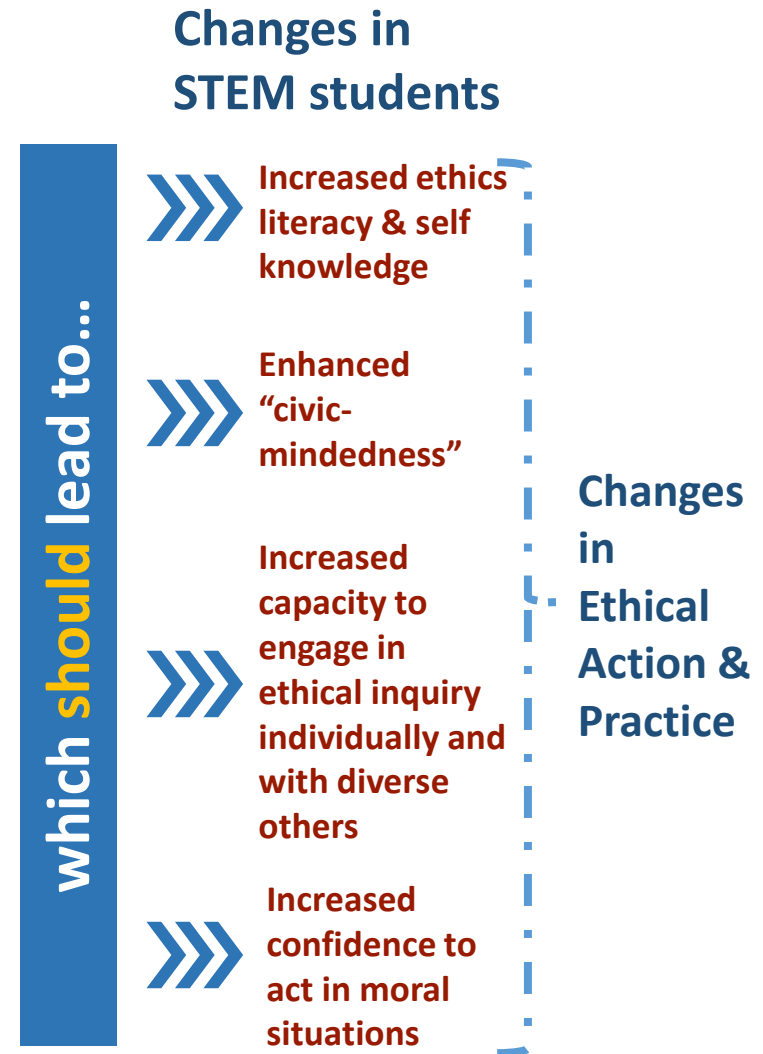 Changes in
STEM students
which should lead to...
Increased ethics
literacy & self
knowledge
Enhanced
“civic-
mindedness”
Increased
capacity to
engage in
ethical inquiry
individually and
with diverse
others
Increased
confidence to
act in moral
situations
Changes
in
Ethical
Action &
Practice